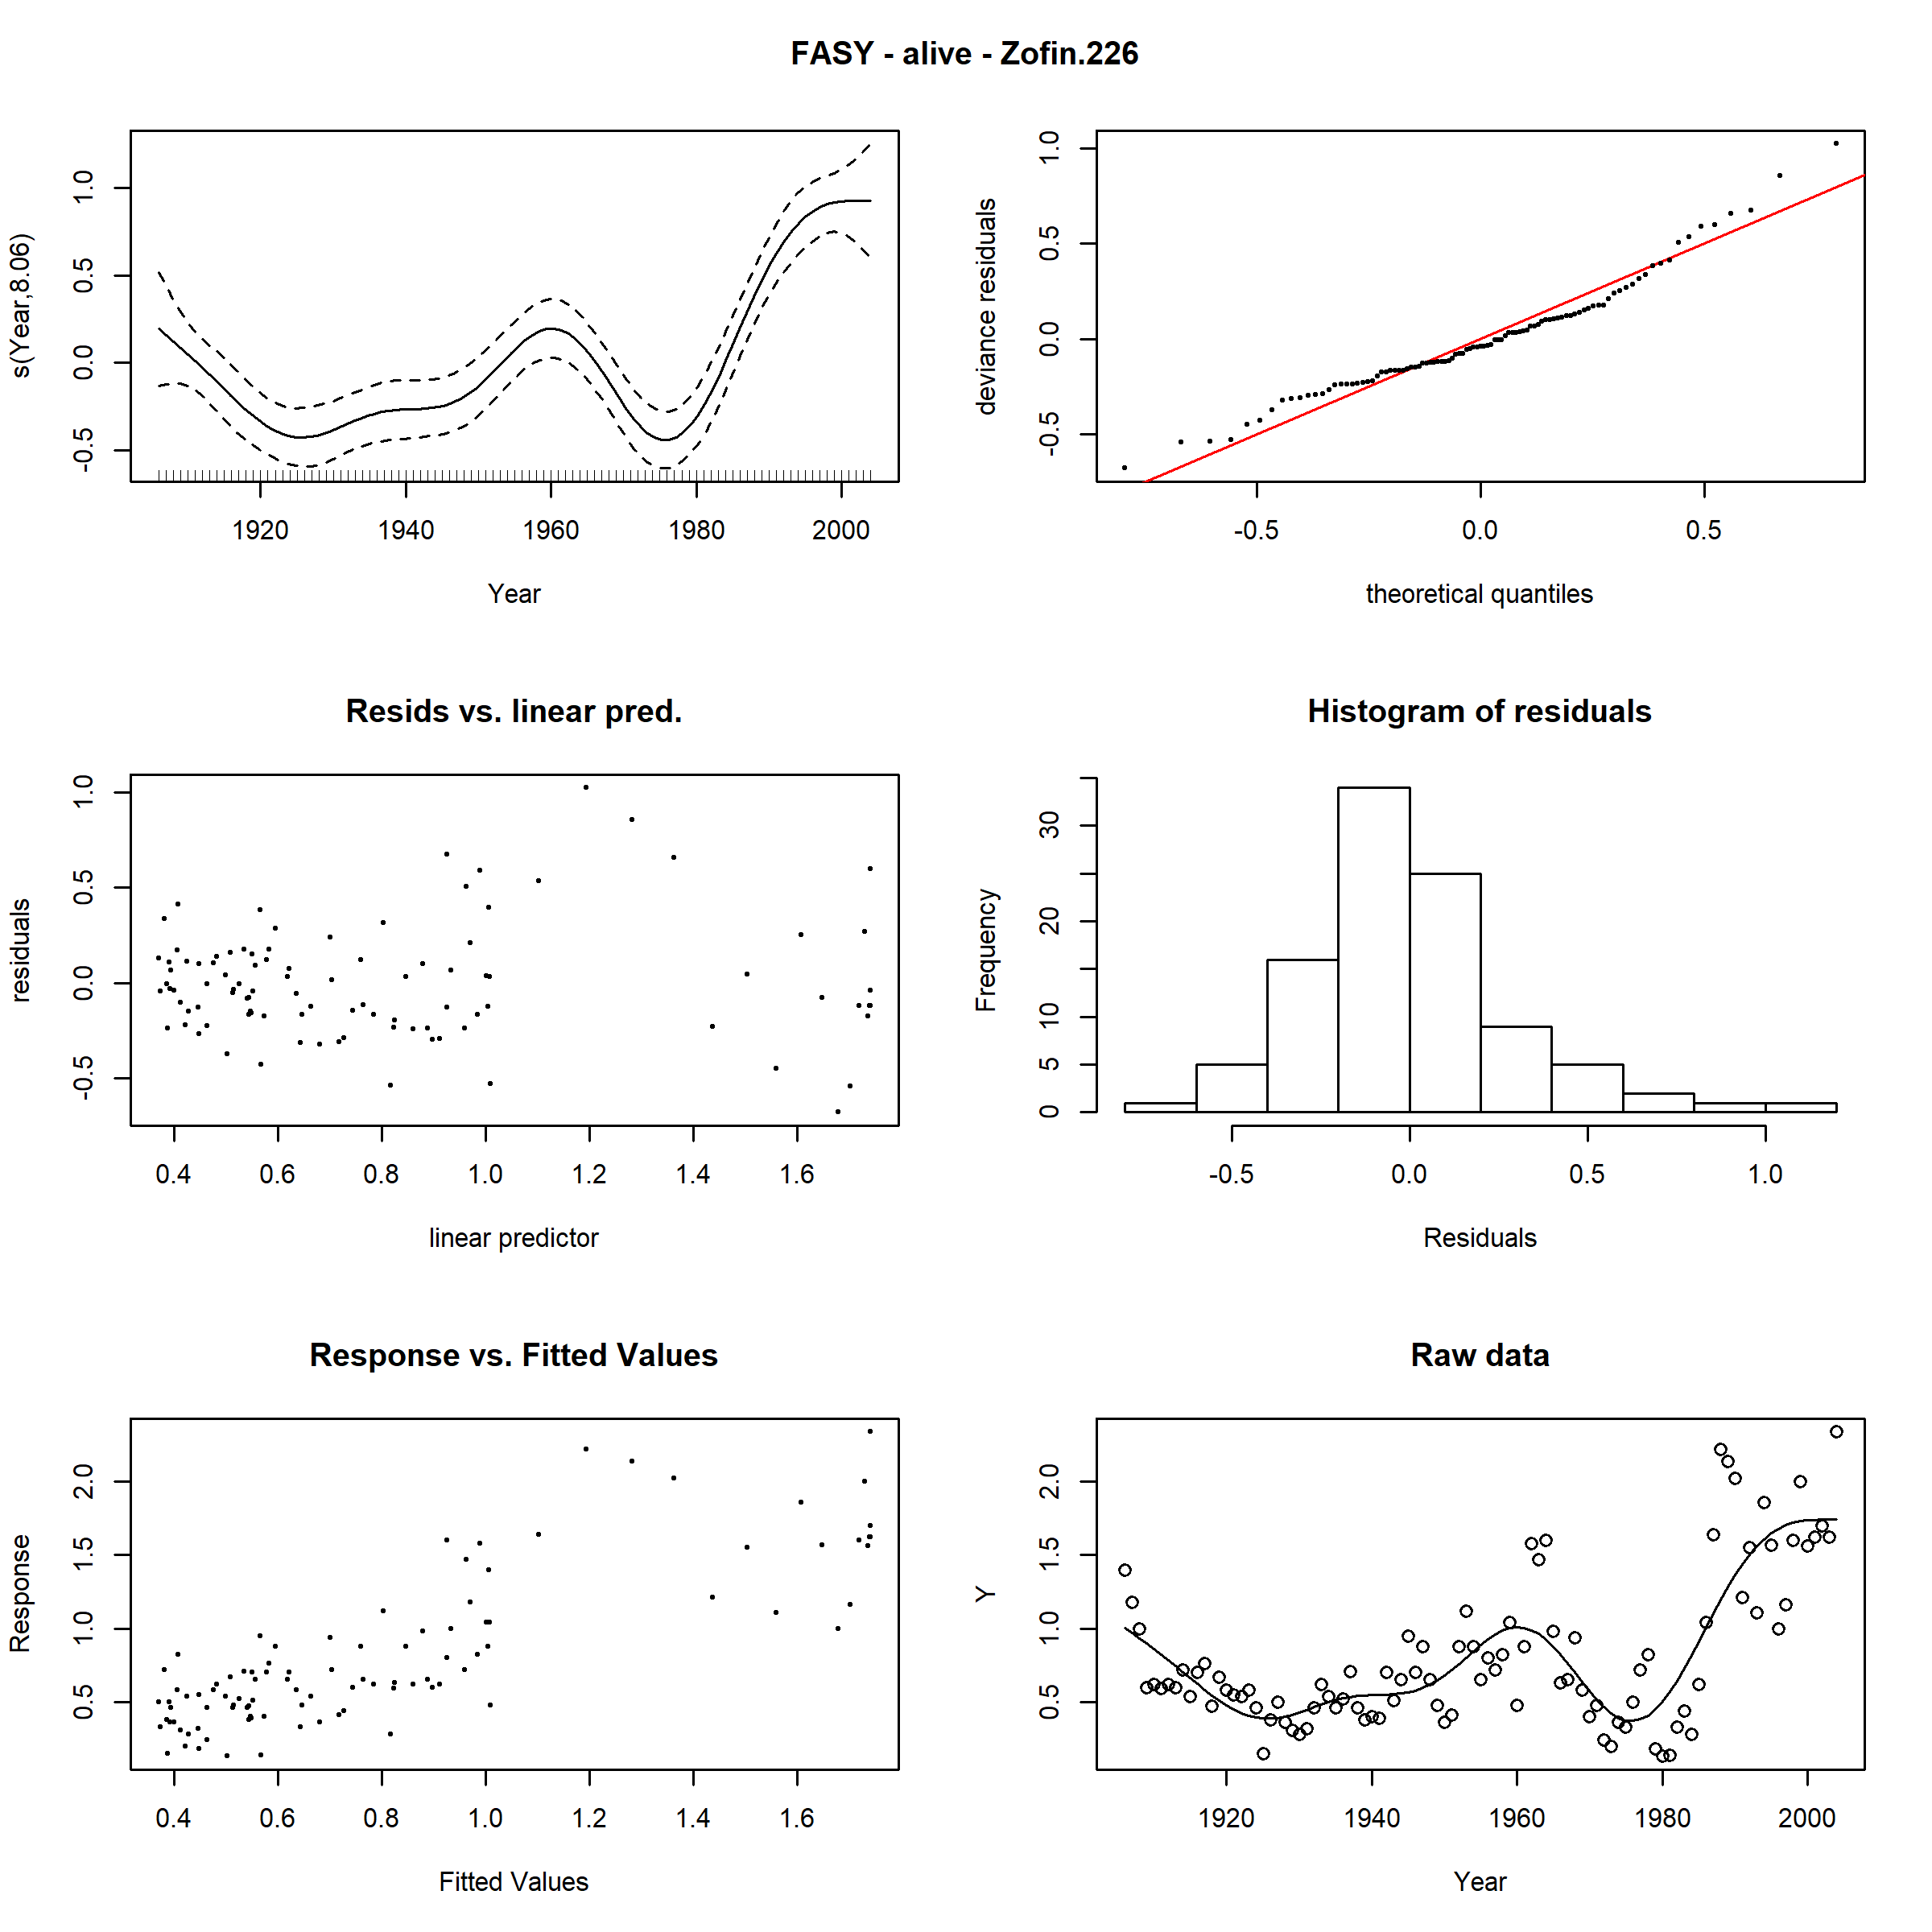 FASY - alive - Zofin.226
s(Year,8.06)
-0.5 0.0 0.5 1.0
1920 1940 1960 1980 2000
Year
deviance residuals
-0.5 0.0 0.5 1.0
-0.5 0.0 0.5
theoretical quantiles
Resids vs. linear pred.
residuals
-0.5 0.0 0.5 1.0
0.4 0.6 0.8 1.0 1.2 1.4 1.6
linear predictor
Histogram of residuals
Frequency
0 5 10 20 30
-0.5 0.0 0.5 1.0
Residuals
Response vs. Fitted Values
Response
0.5 1.0 1.5 2.0
0.4 0.6 0.8 1.0 1.2 1.4 1.6
Fitted Values
Raw data
Y
0.5 1.0 1.5 2.0
1920 1940 1960 1980 2000
Year